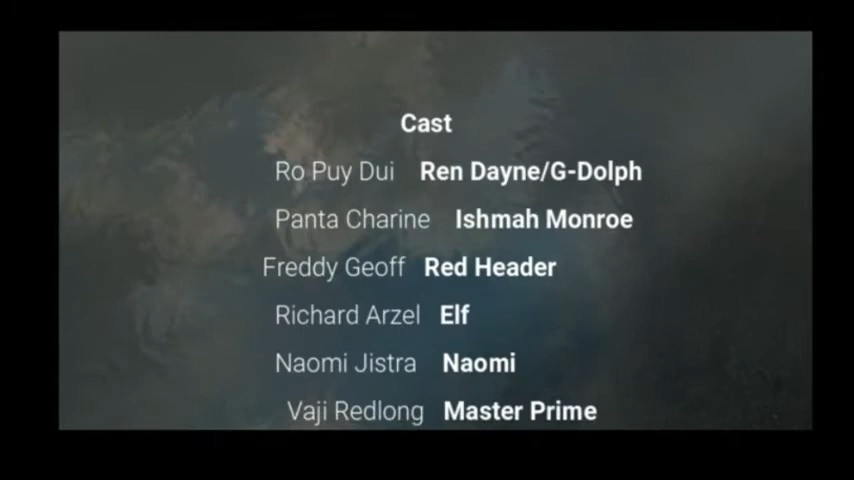 Cast
Ro Puy Dui Ren Dayne/G-Dolph
Panta Charine Ishmah Monroe
Freddy Geoff Red Header
Richard Arzel Elf
Naomi Jistra Naomi
Vaji Redlong Master Prime